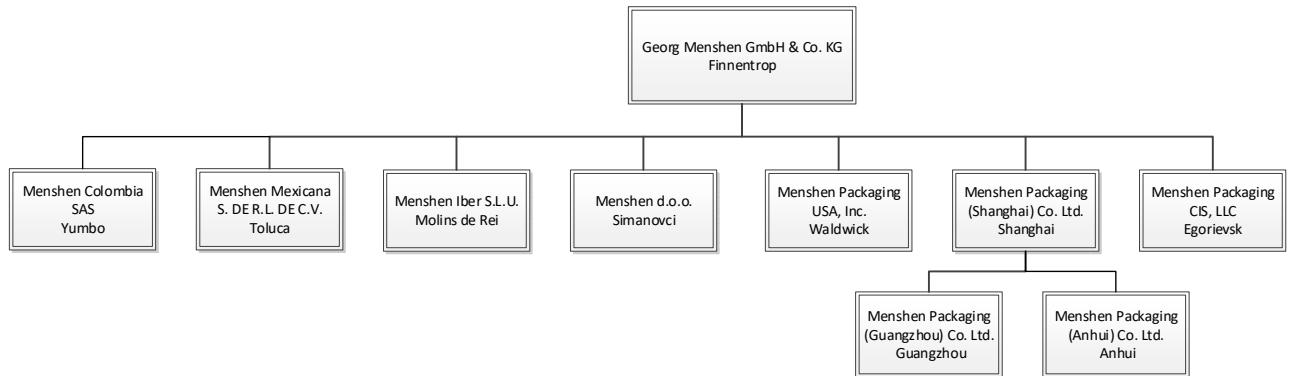 Georg Menshen GmbH & Co. KG
Finnentrop
Menshen Colombia
SAS
Yumbo
Menshen Mexicana
S. DE R.L. DE C.V.
Toluca
Menshen Iber S.L.U.
Molins de Rei
Menshen d.o.o.
Simanovci
Menshen Packaging
USA, Inc.
Waldwick
Menshen Packaging
(Shanghai) Co. Ltd.
Shanghai
Menshen Packaging
CIS, LLC
Egorievsk
Menshen Packaging
(Guangzhou) Co. Ltd.
Guangzhou
Menshen Packaging
(Anhui) Co. Ltd.
Anhui